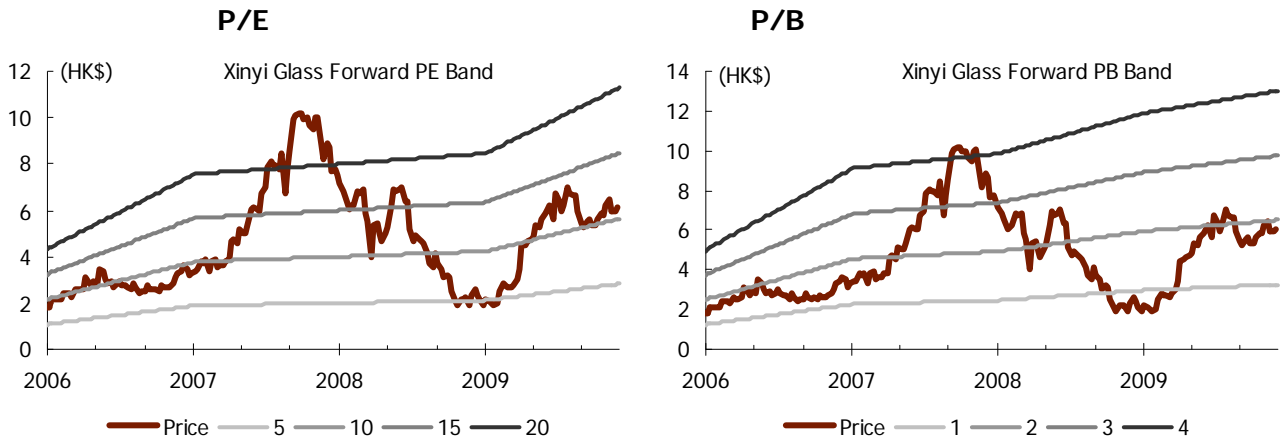 P/E
(HK$)
Xinyi Glass Forward PE Band
12
10
8
6
4
2
0
2006 2007 2008 2009
Price 5 10 15 20
P/B
(HK$)
Xinyi Glass Forward PB Band
14
12
10
8
6
4
2
0
2006 2007 2008 2009
Price 1 2 3 4